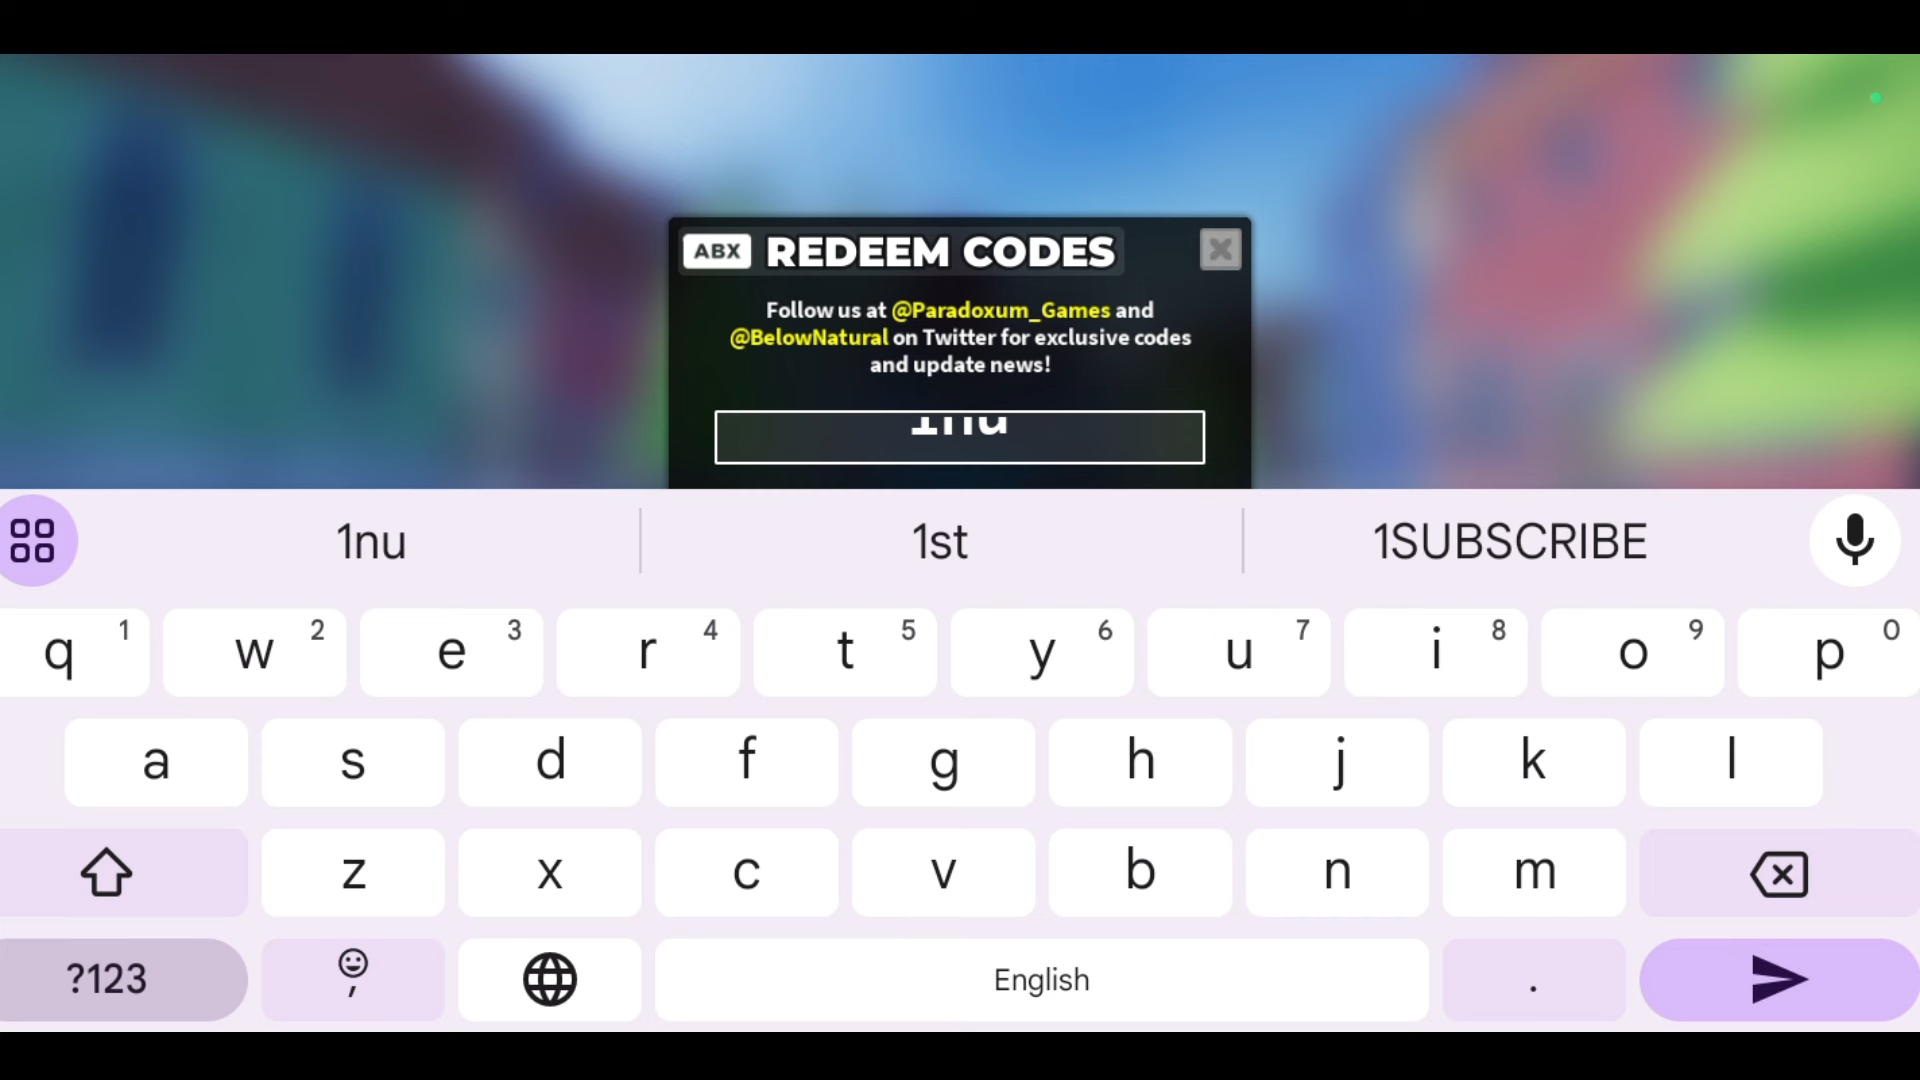 ABX REDEEM CODES
Follow us at @Paradoxum_Games and
@BelowNatural on Twitter for exclusive codes
and update news!
1nu
1nu 1st 1SUBSCRIBE
q 1 w 2 e 3 r 4 t 5 y 6 u 7 i 8 o 9 p 0
a s d f g h j k l
z x c v b n m
?123 , English .